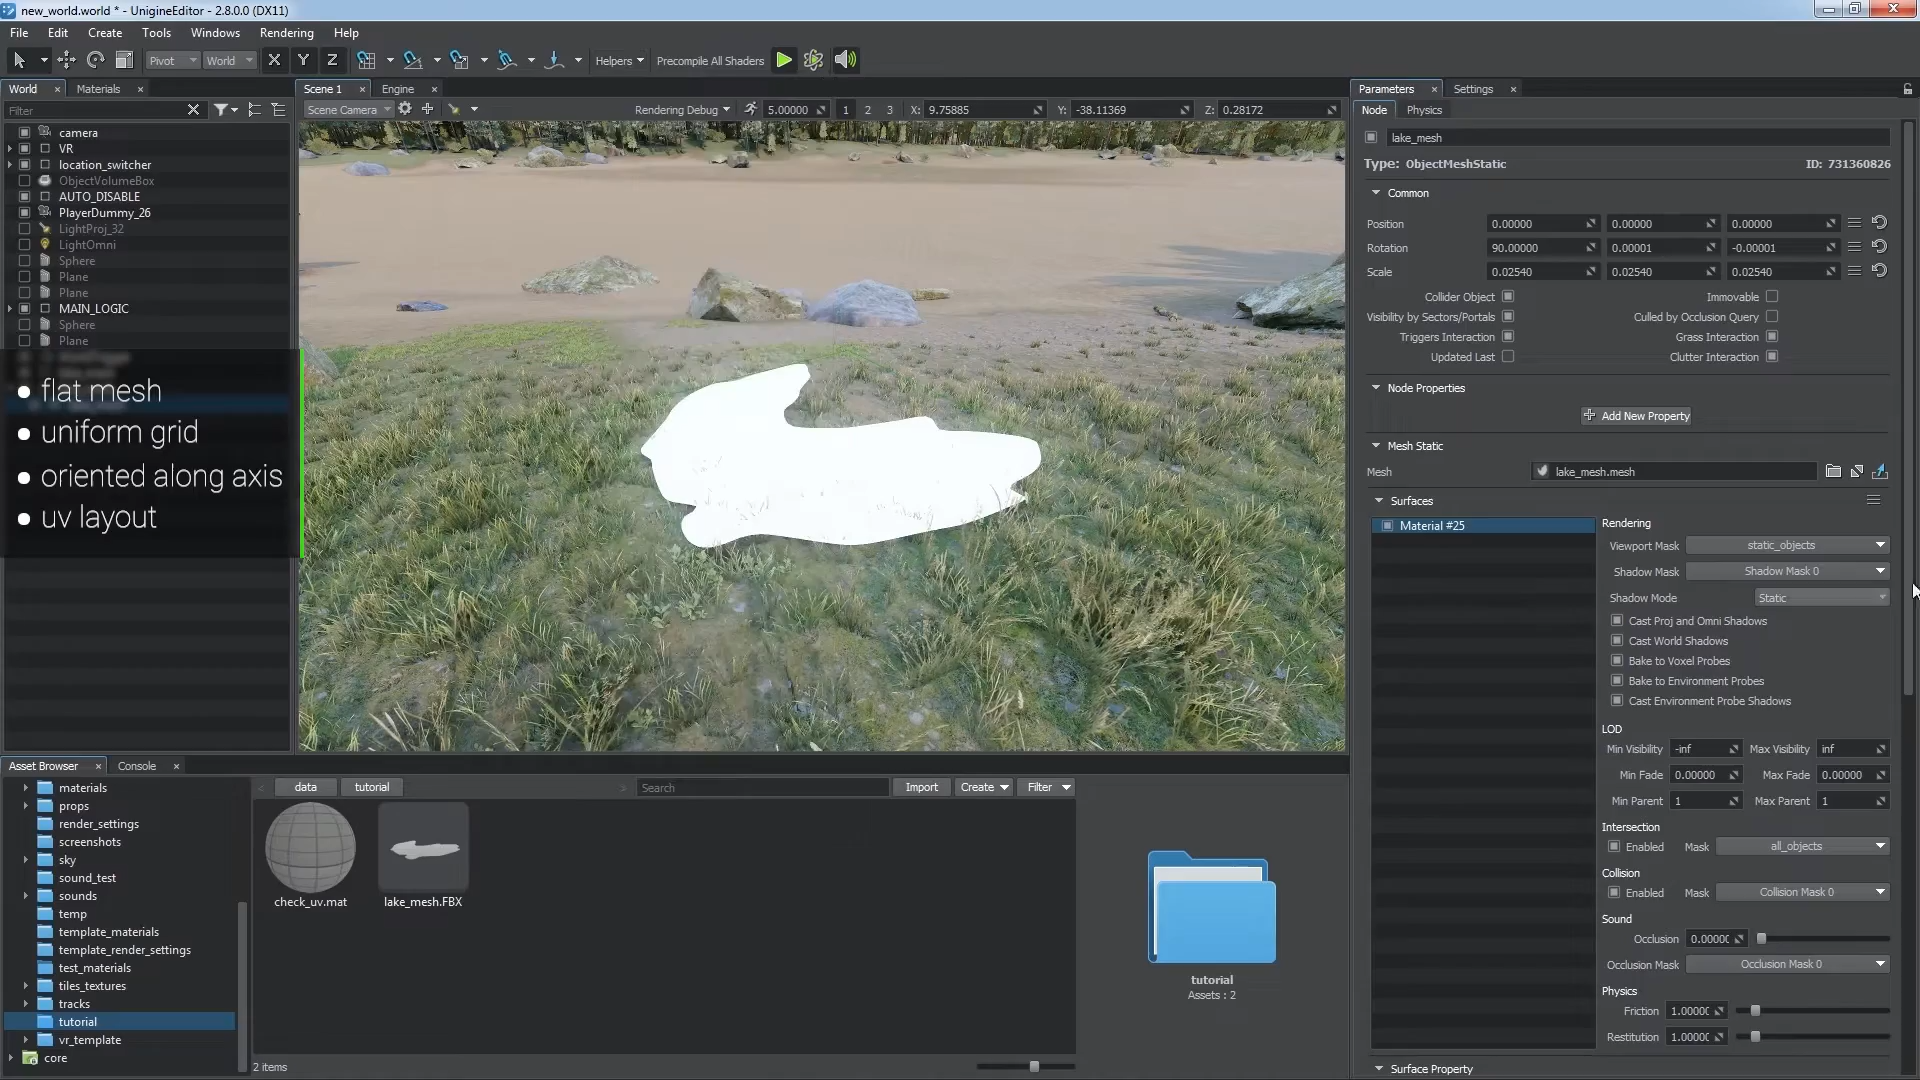 new_world.world * - UnigineEditor - 2.8.0.0 (DX11)
File Edit Create Tools Windows Rendering Help
Pivot World X Y Z Helpers Precompile All Shaders
World Materials
Filter
camera
VR
location_switcher
ObjectVolumeBox
AUTO_DISABLE
PlayerDummy_26
LightProj_32
LightOmni
Sphere
Plane
Plane
MAIN_LOGIC
Sphere
Plane
flat mesh
uniform grid
oriented along axis
uv layout
Scene 1 Engine
Scene Camera Rendering Debug 5.00000 1 2 3 X: 9.75885 Y: -38.11369 Z: 0.28172
Asset Browser Console
materials
props
render_settings
screenshots
sky
sound_test
sounds
temp
template_materials
template_render_settings
test_materials
tiles_textures
tracks
tutorial
vr_template
core
data tutorial Search Import Create Filter
check_uv.mat lake_mesh.FBX
tutorial
Assets : 2
2 items
Parameters Settings
Node Physics
lake_mesh
Type: ObjectMeshStatic ID: 731360826
Common
Position 0.00000 0.00000 0.00000
Rotation 90.00000 0.00001 -0.00001
Scale 0.02540 0.02540 0.02540
Collider Object Immovable
Visibility by Sectors/Portals Culled by Occlusion Query
Triggers Interaction Grass Interaction
Updated Last Clutter Interaction
Node Properties
Add New Property
Mesh Static
Mesh lake_mesh.mesh
Surfaces
Material #25
Rendering
Viewport Mask static_objects
Shadow Mask Shadow Mask 0
Shadow Mode Static
Cast Proj and Omni Shadows
Cast World Shadows
Bake to Voxel Probes
Bake to Environment Probes
Cast Environment Probe Shadows
LOD
Min Visibility -inf Max Visibility inf
Min Fade 0.00000 Max Fade 0.00000
Min Parent 1 Max Parent 1
Intersection
Enabled Mask all_objects
Collision
Enabled Mask Collision Mask 0
Sound
Occlusion 0.0000
Occlusion Mask Occlusion Mask 0
Physics
Friction 1.0000
Restitution 1.0000
Surface Property